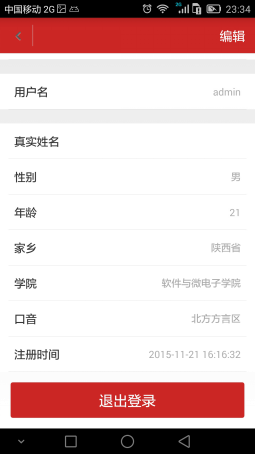 中国移动 2G 23:34
编辑
用户名 admin
真实姓名
性别 男
年龄 21
家乡 陕西省
学院 软件与微电子学院
口音 北方方言区
注册时间 2015-11-21 16:16:32
退出登录